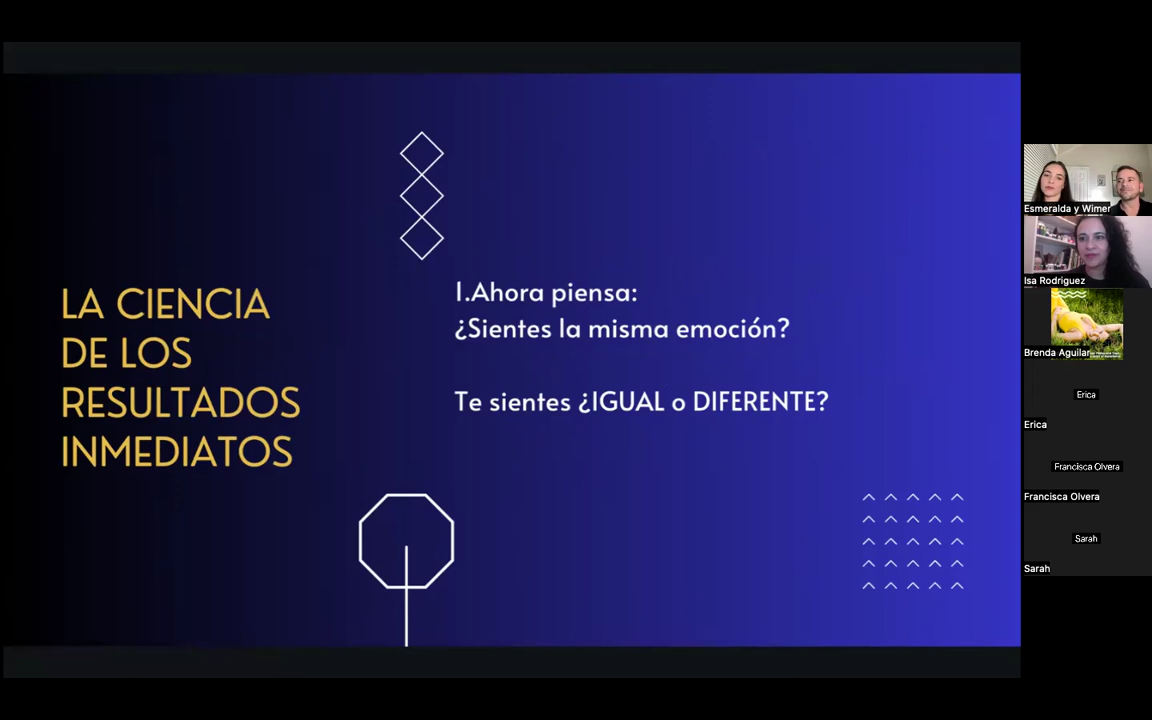 LA CIENCIA
DE LOS
RESULTADOS
INMEDIATOS
1.Ahora piensa:
¿Sientes la misma emoción?
Te sientes ¿IGUAL o DIFERENTE?
Esmeralda y Wimer
Isa Rodriguez
Brenda Aguilar
Erica
Erica
Francisca Olvera
Francisca Olvera
Sarah
Sarah